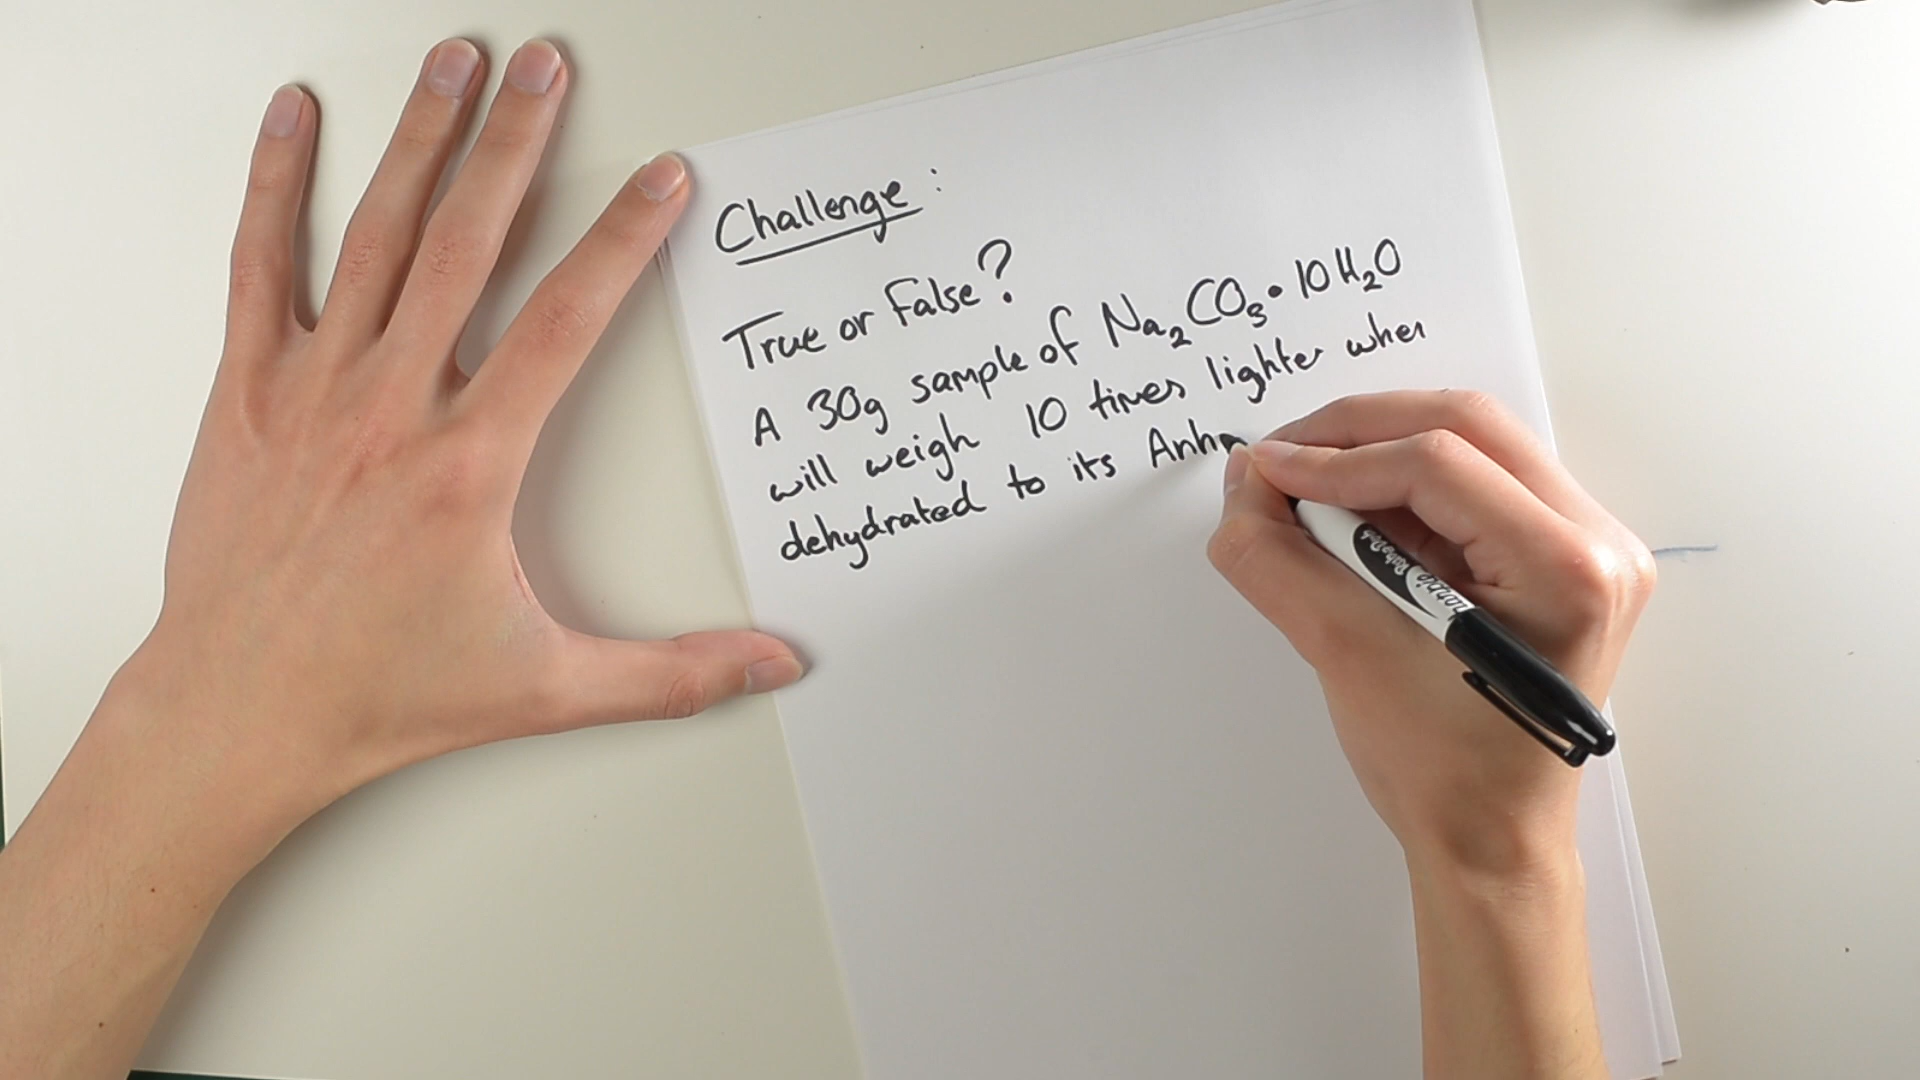 Challenge:
True or False?
A 30g sample of Na₂CO₃•10H₂O
will weigh 10 times lighter when
dehydrated to its Anh